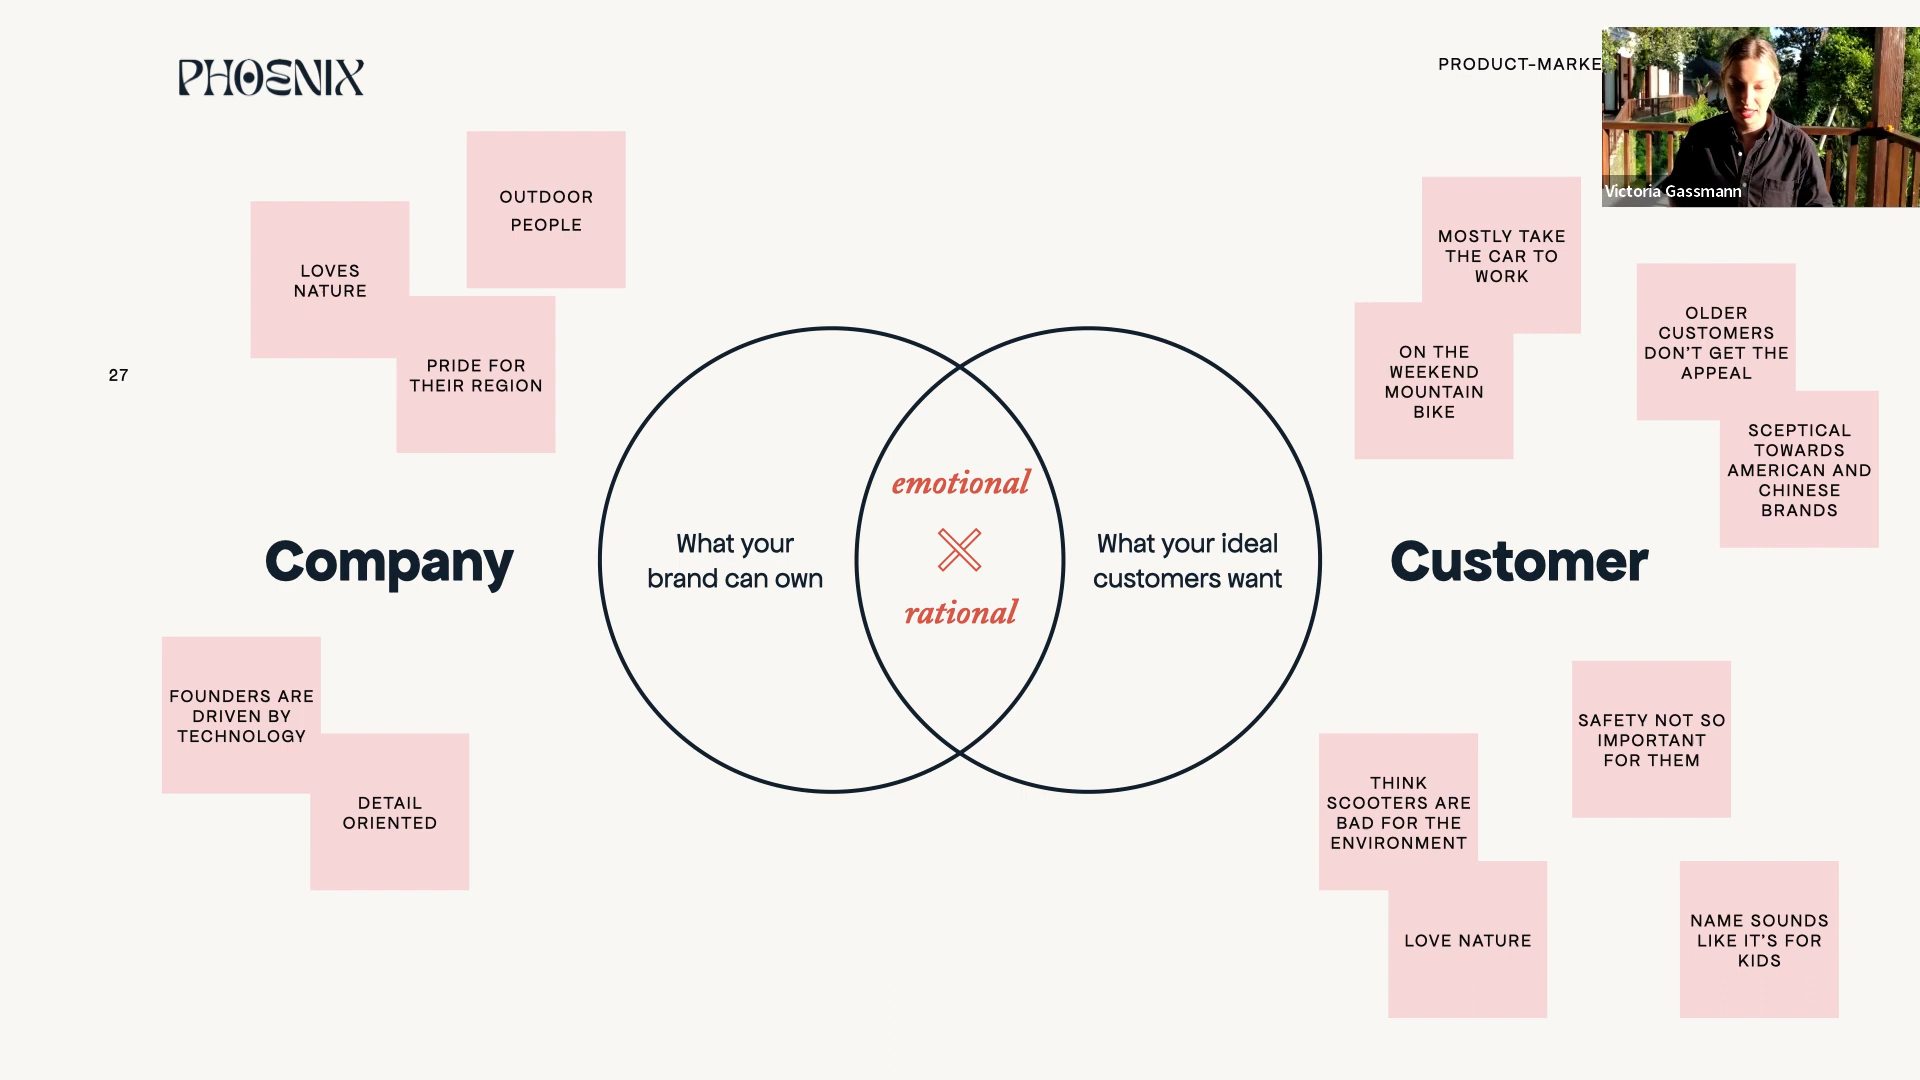 PHOENIX
PRODUCT-MARKE
Victoria Gassmann
27
OUTDOOR
PEOPLE
LOVES
NATURE
PRIDE FOR
THEIR REGION
Company
FOUNDERS ARE
DRIVEN BY
TECHNOLOGY
DETAIL
ORIENTED
What your
brand can own
emotional
rational
What your ideal
customers want
MOSTLY TAKE
THE CAR TO
WORK
ON THE
WEEKEND
MOUNTAIN
BIKE
OLDER
CUSTOMERS
DON’T GET THE
APPEAL
SCEPTICAL
TOWARDS
AMERICAN AND
CHINESE
BRANDS
Customer
SAFETY NOT SO
IMPORTANT
FOR THEM
THINK
SCOOTERS ARE
BAD FOR THE
ENVIRONMENT
LOVE NATURE
NAME SOUNDS
LIKE IT’S FOR
KIDS